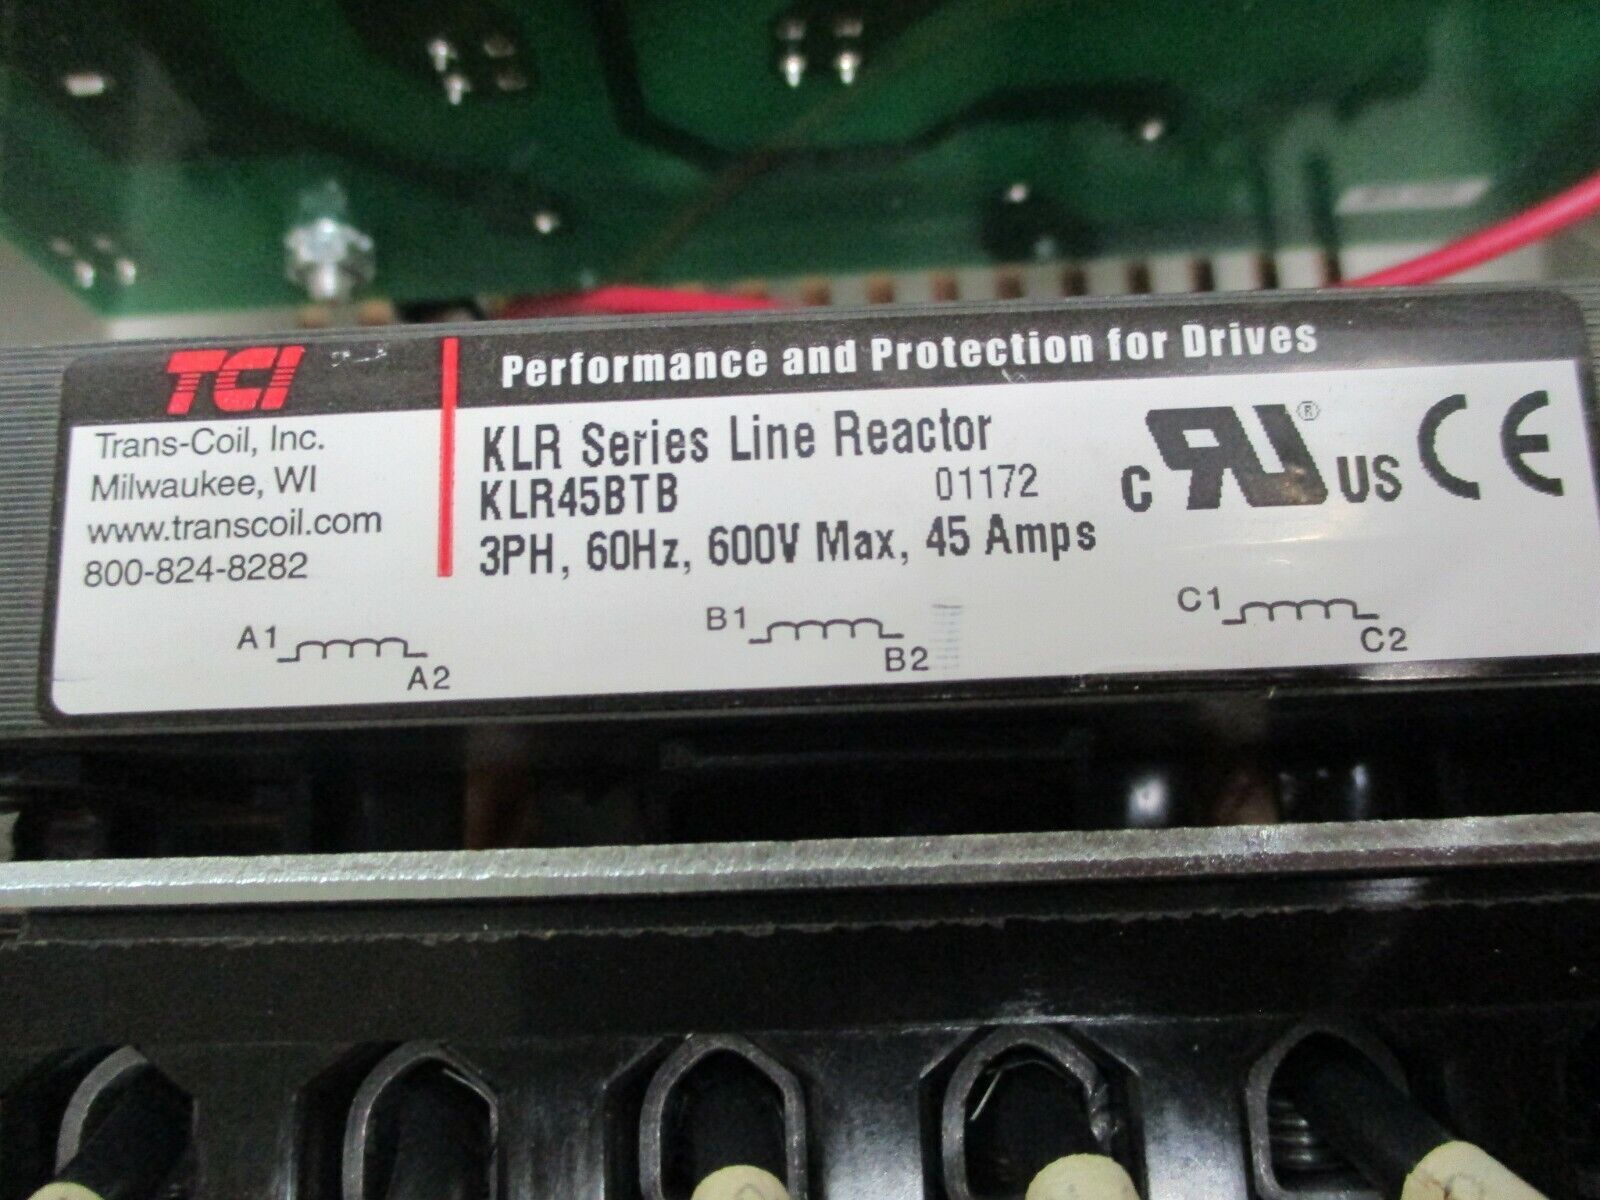 TCI
Performance and Protection for Drives
Trans-Coil, Inc.
Milwaukee, WI
www.transcoil.com
800-824-8282
KLR Series Line Reactor
KLR45BTB 01172
3PH, 60Hz, 600V Max, 45 Amps
C RU ® US CE
A1 A2
B1 B2
C1 C2